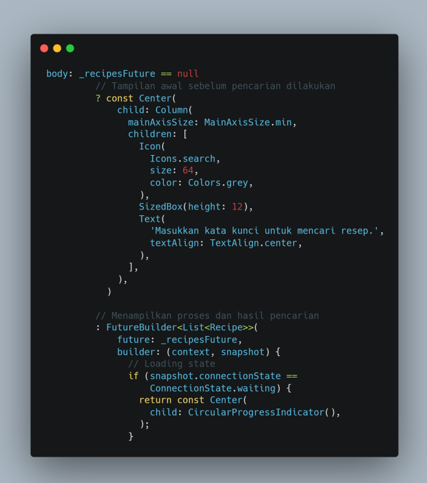 body: _recipesFuture == null
// Tampilan awal sebelum pencarian dilakukan
? const Center(
child: Column(
mainAxisSize: MainAxisSize.min,
children: [
Icon(
Icons.search,
size: 64,
color: Colors.grey,
),
SizedBox(height: 12),
Text(
'Masukkan kata kunci untuk mencari resep.',
textAlign: TextAlign.center,
),
],
),
)
// Menampilkan proses dan hasil pencarian
: FutureBuilder<List<Recipe>>(
future: _recipesFuture,
builder: (context, snapshot) {
// Loading state
if (snapshot.connectionState ==
ConnectionState.waiting) {
return const Center(
child: CircularProgressIndicator(),
);
}